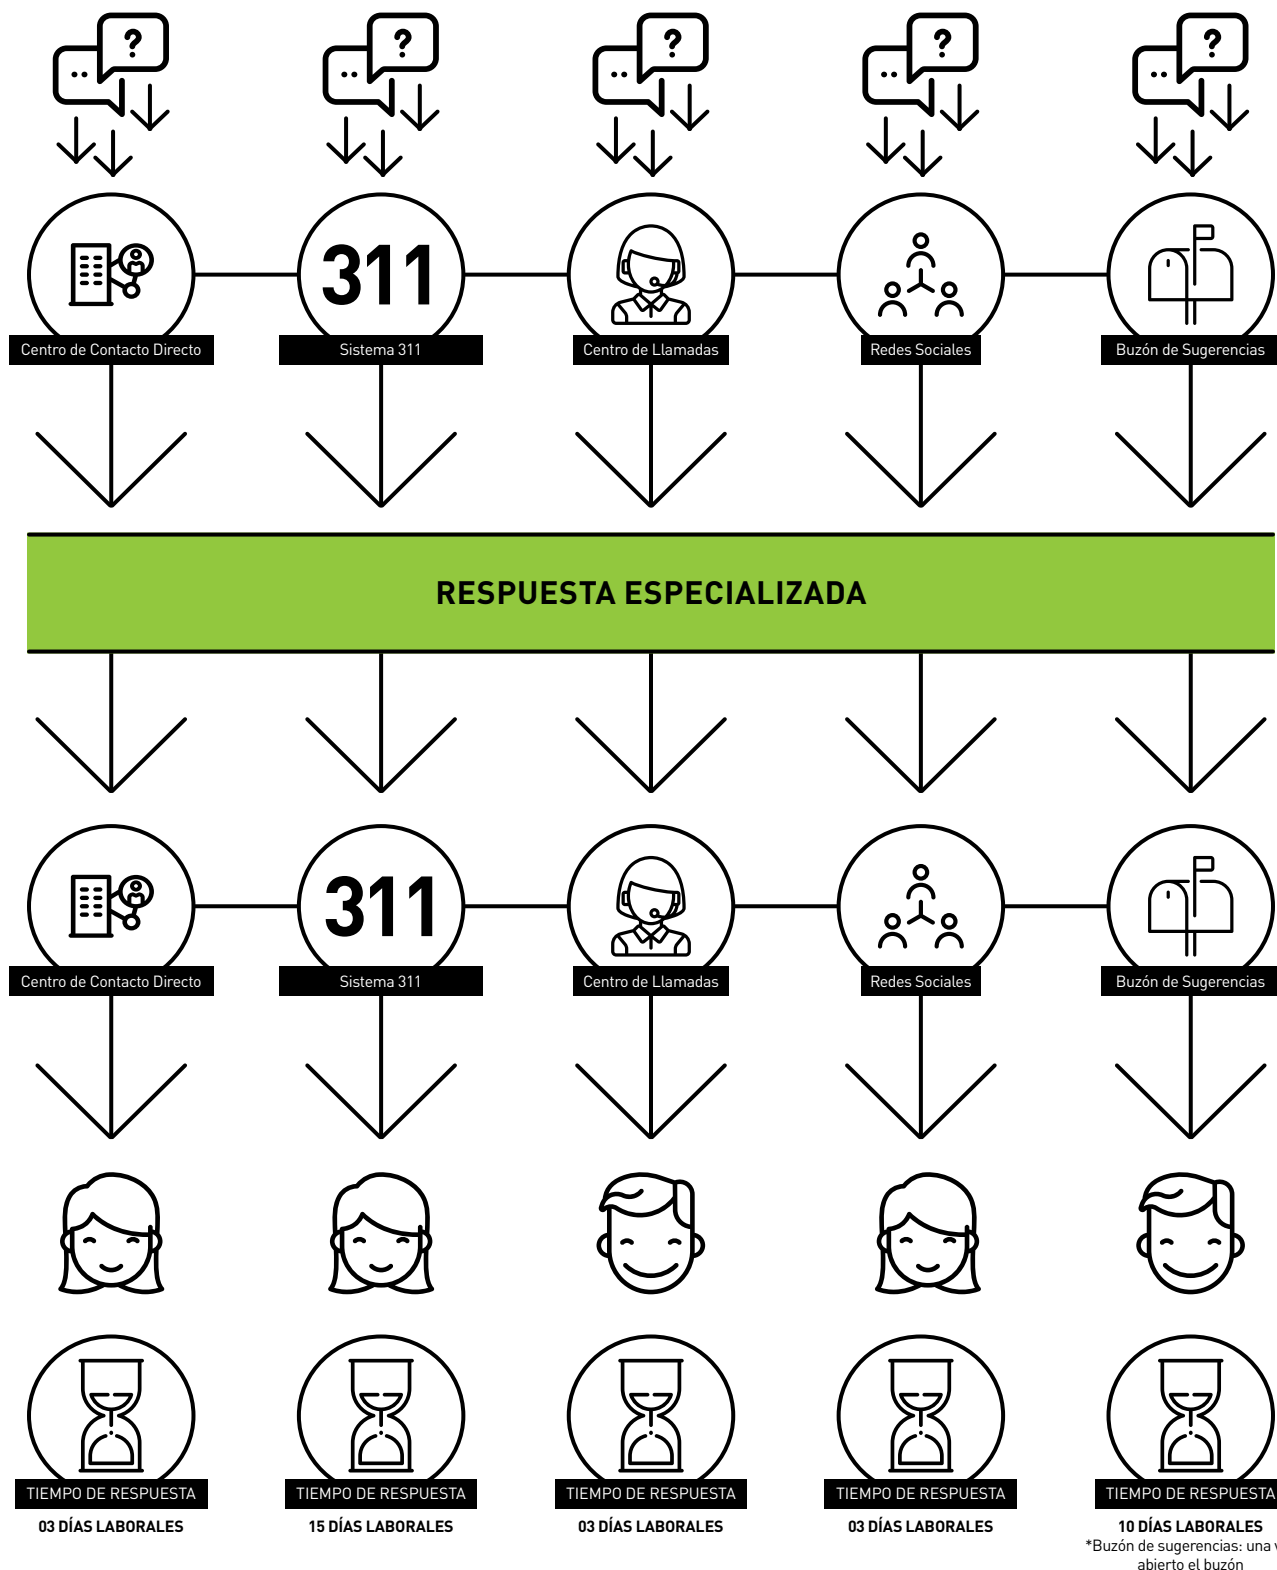 ?
?
?
?
?
311
Centro de Contacto Directo
Sistema 311
Centro de Llamadas
Redes Sociales
Buzón de Sugerencias
RESPUESTA ESPECIALIZADA
311
Centro de Contacto Directo
Sistema 311
Centro de Llamadas
Redes Sociales
Buzón de Sugerencias
TIEMPO DE RESPUESTA
TIEMPO DE RESPUESTA
TIEMPO DE RESPUESTA
TIEMPO DE RESPUESTA
TIEMPO DE RESPUESTA
03 DÍAS LABORALES
15 DÍAS LABORALES
03 DÍAS LABORALES
03 DÍAS LABORALES
10 DÍAS LABORALES
*Buzón de sugerencias: una
abierto el buzón